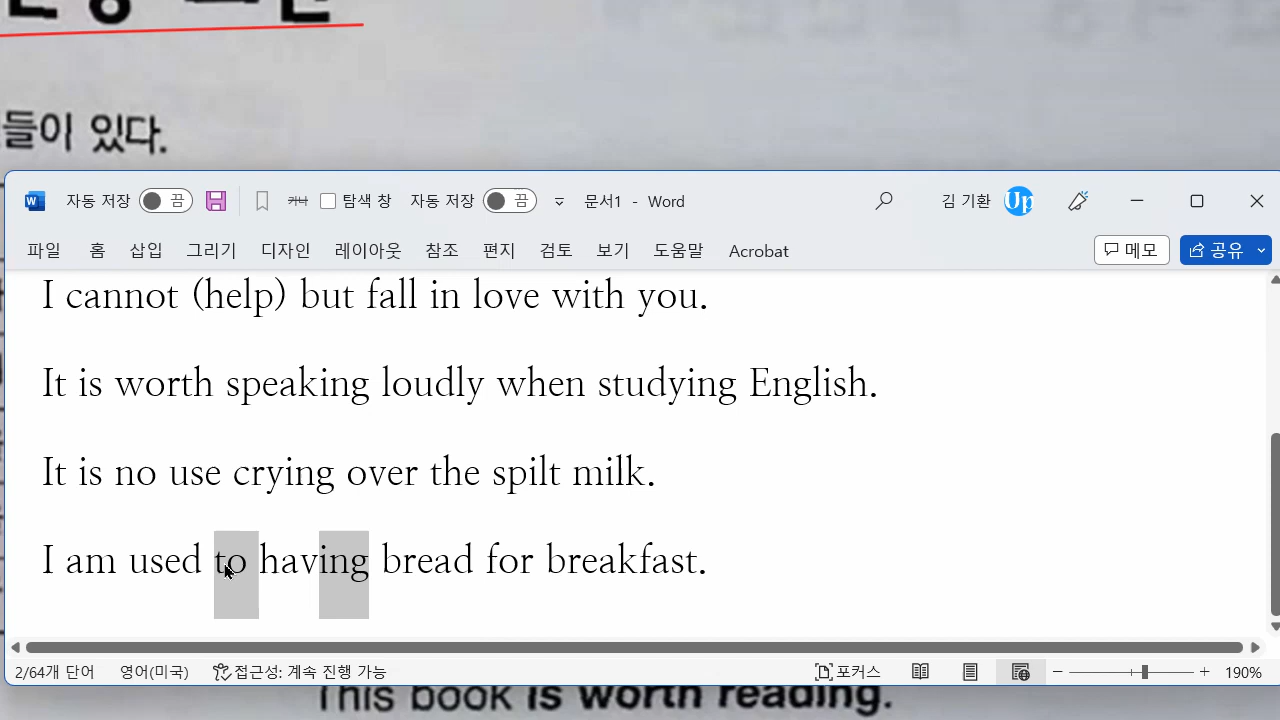 들이 있다.
자동 저장 끔 가나 탐색 창 자동 저장 끔 문서1 - Word 김 기환 Up
파일 홈 삽입 그리기 디자인 레이아웃 참조 편지 검토 보기 도움말 Acrobat 메모 공유
I cannot (help) but fall in love with you.
It is worth speaking loudly when studying English.
It is no use crying over the spilt milk.
I am used to having bread for breakfast.
2/64개 단어 영어(미국) 접근성: 계속 진행 가능 포커스 190%
This book is worth reading.